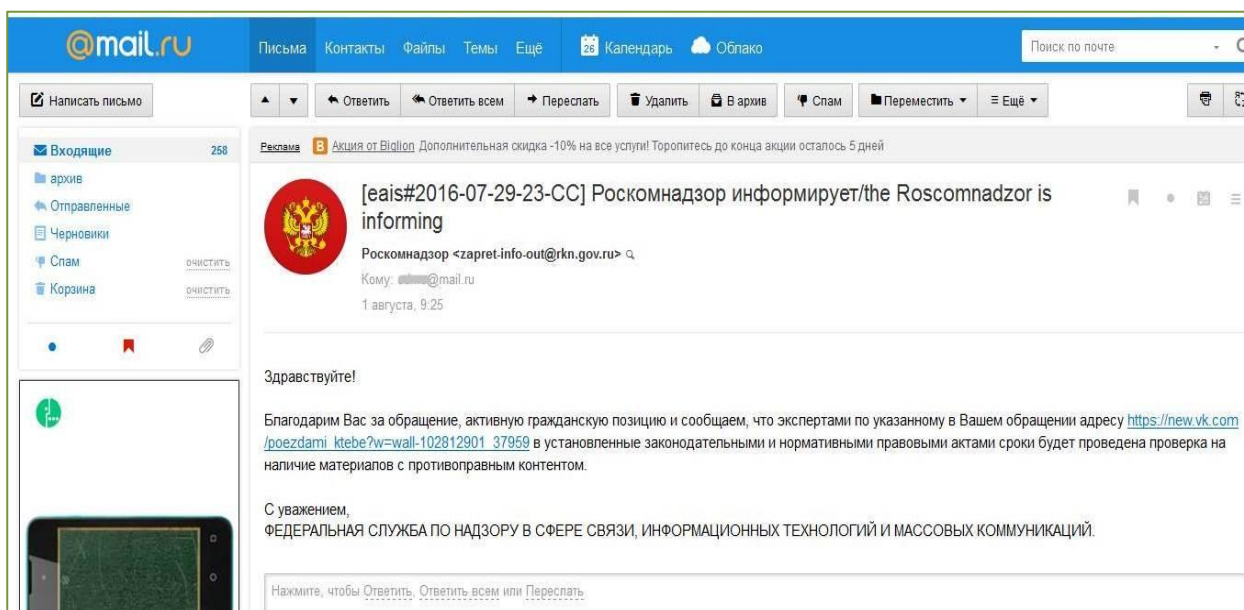 @mail.ru
Письма Контакты Файлы Темы Ещё 26 Календарь Облако Поиск по почте
Написать письмо Ответить Ответить всем Переслать Удалить В архив Спам Переместить Ещё
Входящие 258
архив
Отправленные
Черновики
Спам очистить
Корзина очистить
Реклама B Акция от Biglion Дополнительная скидка -10% на все услуги! Торопитесь до конца акции осталось 5 дней
[eais#2016-07-29-23-CC] Роскомнадзор информирует/the Roscomnadzor is
informing
Роскомнадзор <zapret-info-out@rkn.gov.ru>
Кому: @mail.ru
1 августа, 9:25
Здравствуйте!
Благодарим Вас за обращение, активную гражданскую позицию и сообщаем, что экспертами по указанному в Вашем обращении адресу https://new.vk.com
/poezdami_ktebe?w=wall-102812901_37959 в установленные законодательными и нормативными правовыми актами сроки будет проведена проверка на
наличие материалов с противоправным контентом.
С уважением,
ФЕДЕРАЛЬНАЯ СЛУЖБА ПО НАДЗОРУ В СФЕРЕ СВЯЗИ, ИНФОРМАЦИОННЫХ ТЕХНОЛОГИЙ И МАССОВЫХ КОММУНИКАЦИЙ.
Нажмите, чтобы Ответить, Ответить всем или Переслать